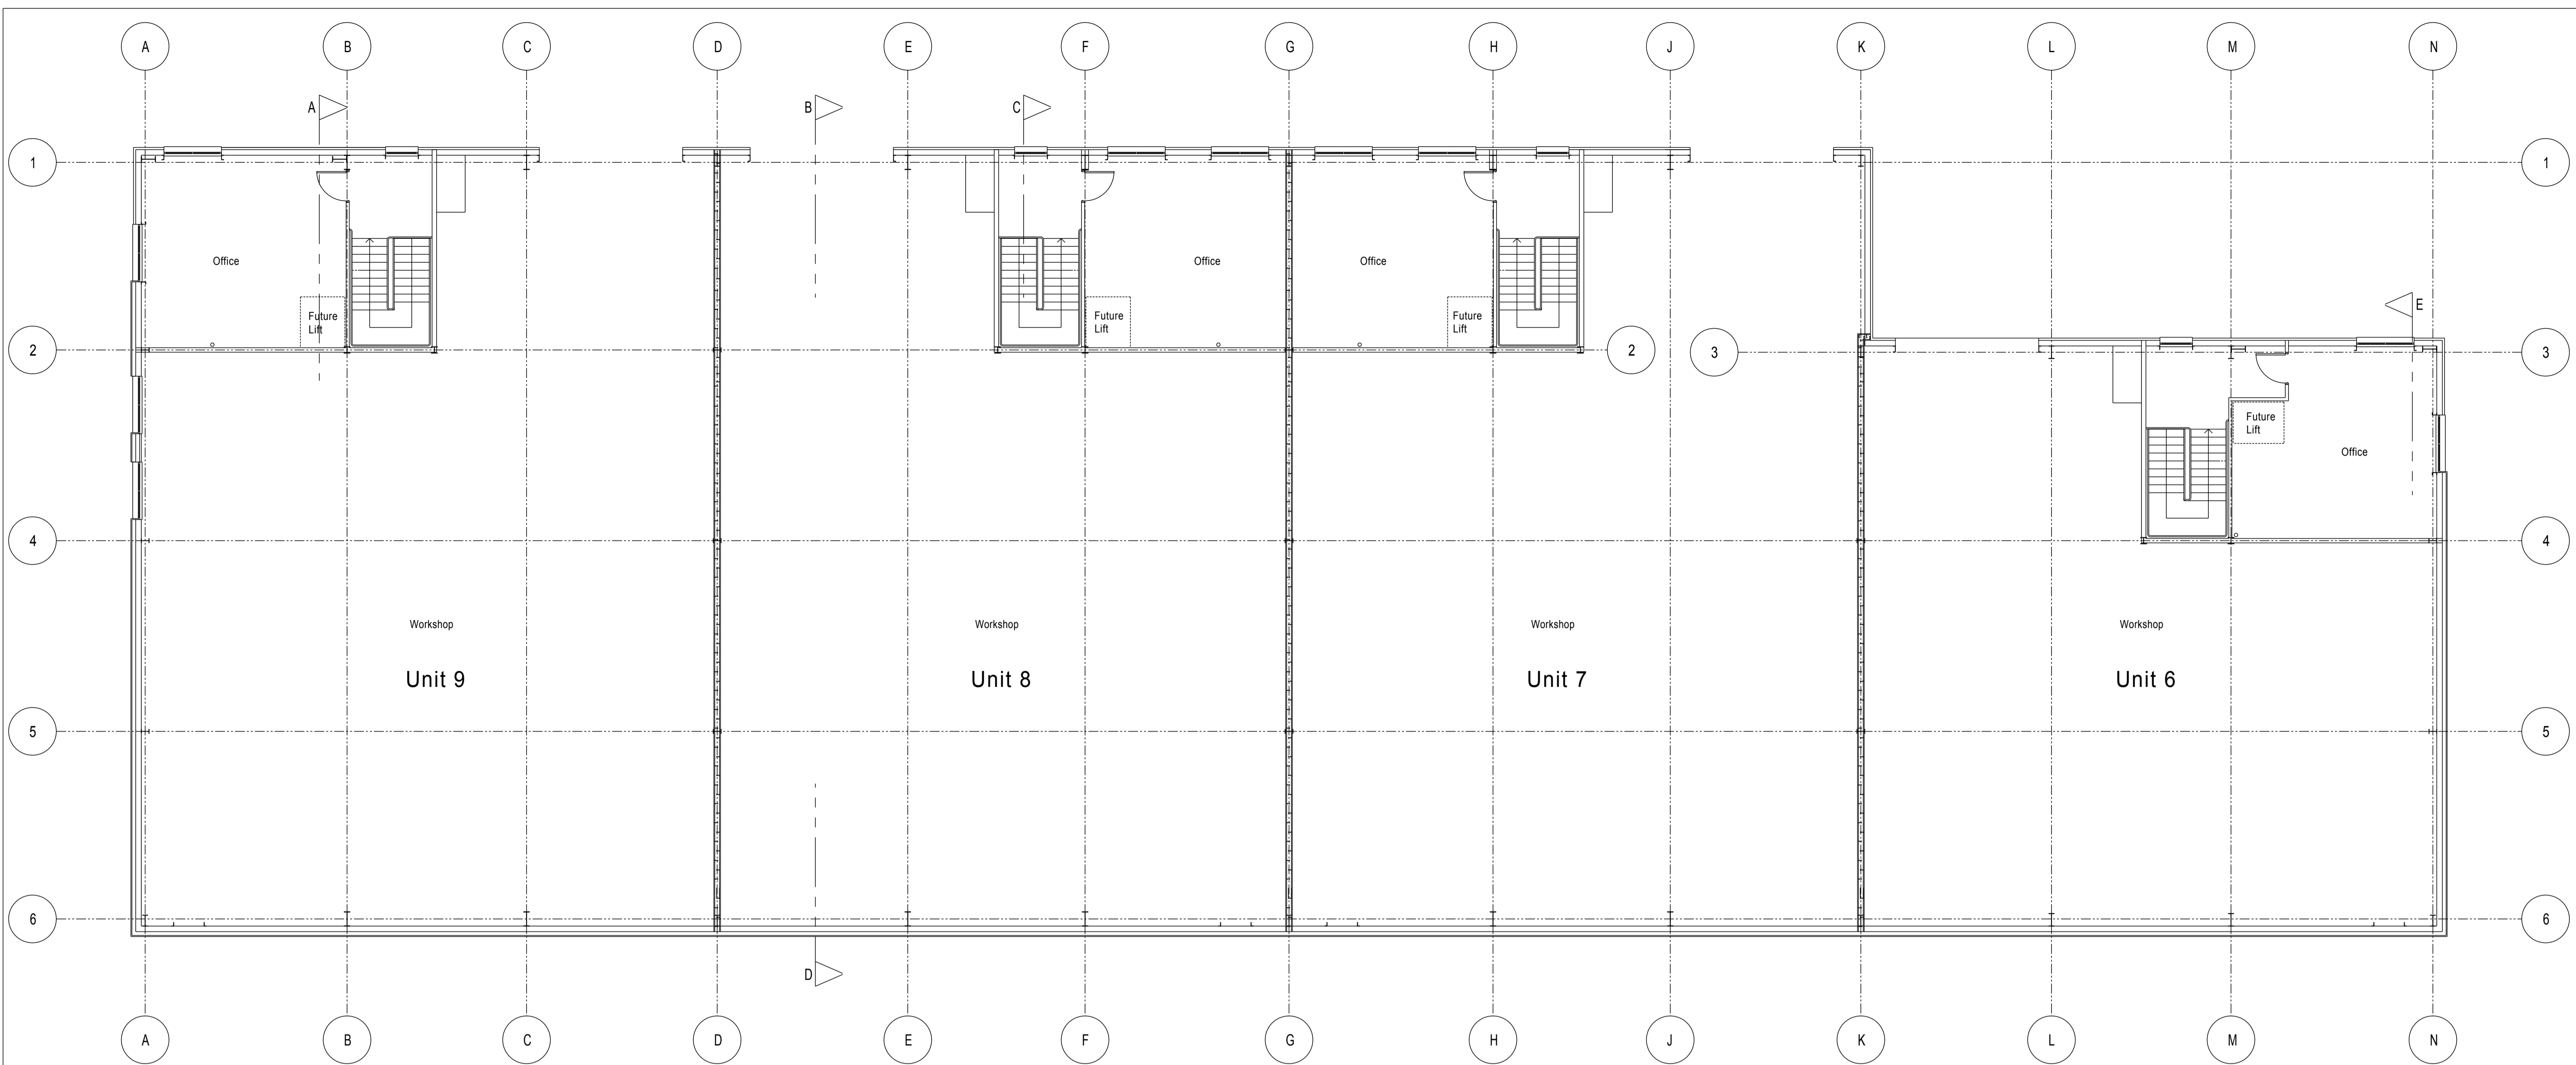 A B C D E F G H J K L M N
A B C
1 1
Office Office Office
E
Future
Lift
Future
Lift
Future
Lift
2 2 3 3
Future
Lift
Office
4 4
Workshop Workshop Workshop Workshop
Unit 9 Unit 8 Unit 7 Unit 6
5 5
6 6
D
A B C D E F G H J K L M N